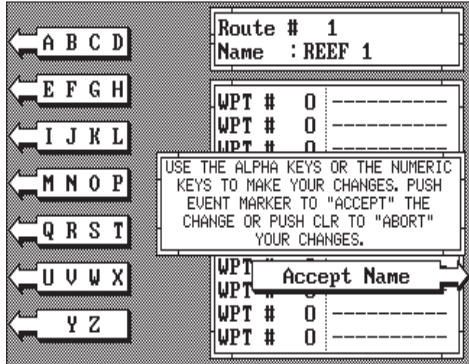 A B C D
E F G H
I J K L
M N O P
Q R S T
U V W X
Y Z
Route # 1
Name : REEF 1
WPT # 0
WPT # 0
WPT # 0
USE THE ALPHA KEYS OR THE NUMERIC
KEYS TO MAKE YOUR CHANGES. PUSH
EVENT MARKER TO "ACCEPT" THE
CHANGE OR PUSH CLR TO "ABORT"
YOUR CHANGES.
WPT
Accept Name
WPT
WPT # 0
WPT # 0